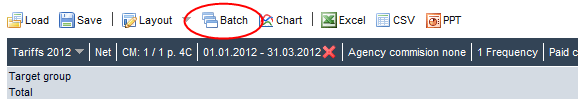 Load Save Layout Batch Chart Excel CSV PPT
Tariffs 2012 Net CM: 1 / 1 p. 4C 01.01.2012 - 31.03.2012 Agency commision none 1 Frequency Paid c
Target group
Total